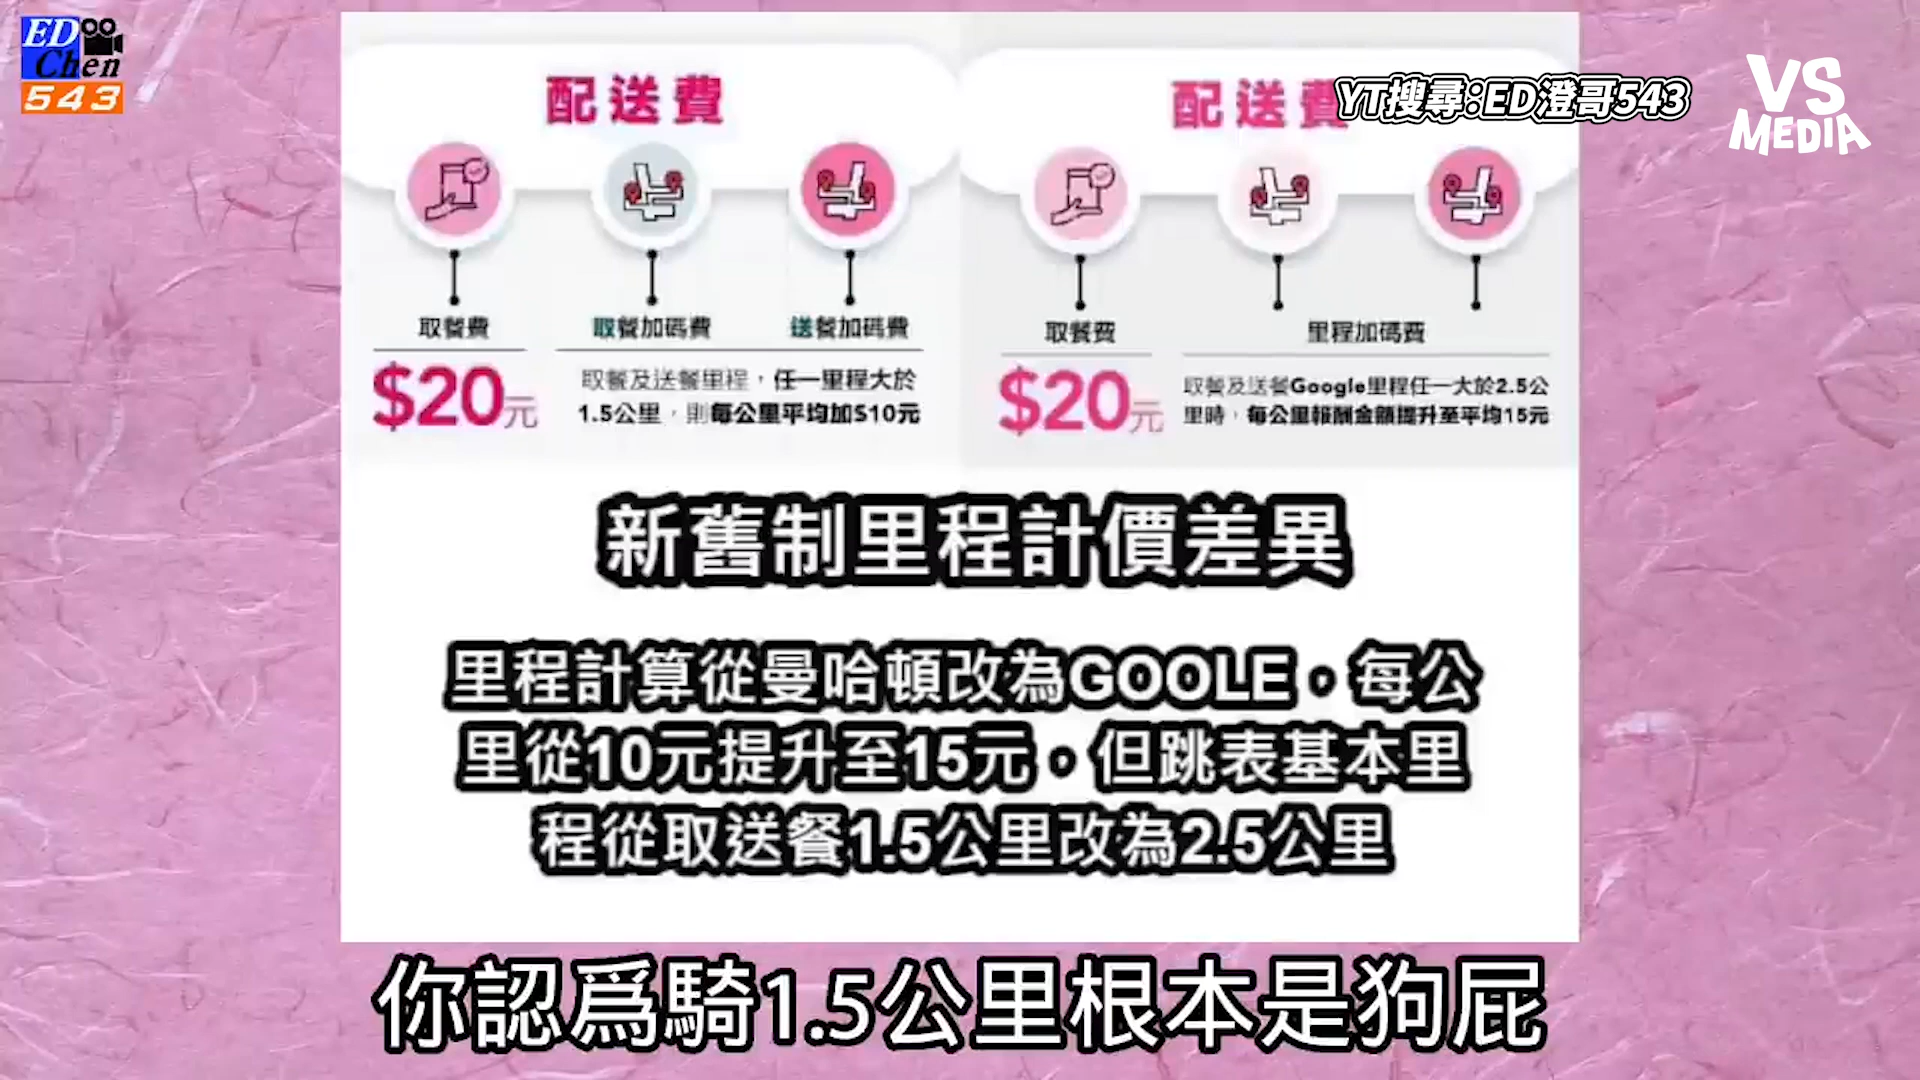 ED
Chen
543
YT搜尋:ED澄哥543
VS
MEDIA
配送費
取餐費
取餐加碼費
送餐加碼費
$20元
取餐及送餐里程，任一里程大於
1.5公里，則每公里平均加$10元
配送費
取餐費
里程加碼費
$20元
取餐及送餐Google里程任一大於2.5公
里時，每公里報酬金額提升至平均15元
新舊制里程計價差異
里程計算從曼哈頓改為GOOLE。每公
里從10元提升至15元。但跳表基本里
程從取送餐1.5公里改為2.5公里
你認爲騎1.5公里根本是狗屁